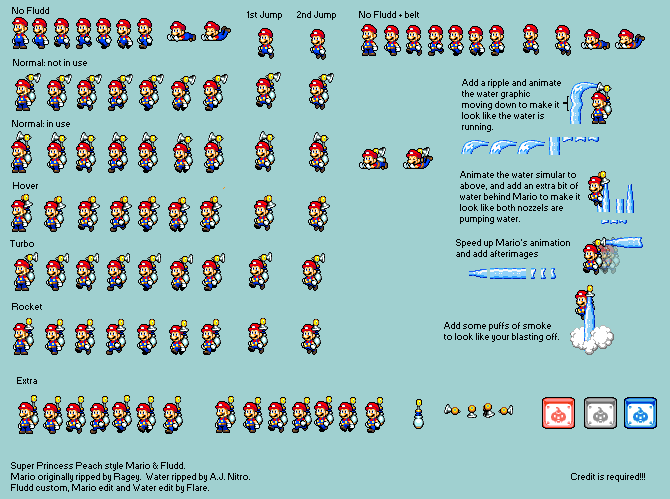 No Fludd
1st Jump
2nd Jump
No Fludd + belt
Normal: not in use
Add a ripple and animate
the water graphic
moving down to make it
look like the water is
running.
Normal: in use
Animate the water simular to
above, and add an extra bit of
water behind Mario to make it
look like both nozzels are
pumping water.
Hover
Turbo
Speed up Mario's animation
and add afterimages
Rocket
Add some puffs of smoke
to look like your blasting off.
Extra
Super Princess Peach style Mario & Fludd.
Mario originally ripped by Ragey. Water ripped by A.J. Nitro.
Fludd custom, Mario edit and Water edit by Flare.
Credit is required!!!